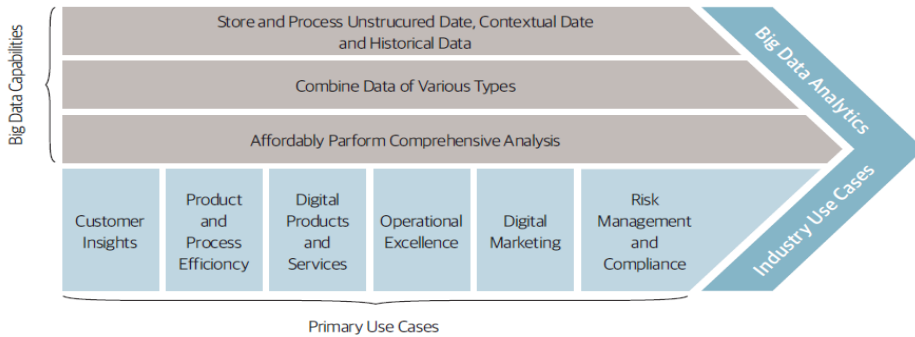 Big Data Capabilities
Store and Process Unstrucured Date, Contextual Date
and Historical Data
Combine Data of Various Types
Affordably Parform Comprehensive Analysis
Big Data Analytics
Industry Use Cases
Customer
Insights
Product
and
Process
Efficioncy
Digital
Products
and
Services
Operational
Excellence
Digital
Marketing
Risk
Management
and
Compliance
Primary Use Cases